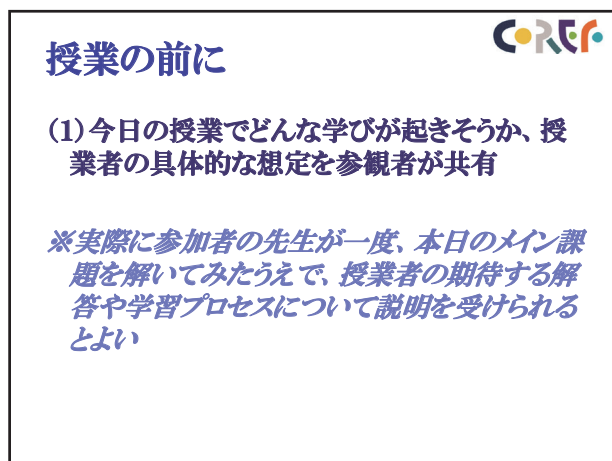 CoREF
授業の前に
（1）今日の授業でどんな学びが起きそうか、授
業者の具体的な想定を参観者が共有
※実際に参加者の先生が一度、本日のメイン課
題を解いてみたうえで、授業者の期待する解
答や学習プロセスについて説明を受けられる
とよい